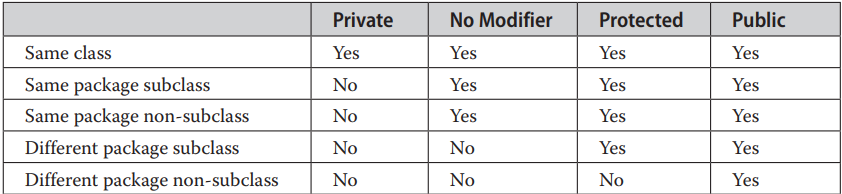 Private No Modifier Protected Public
Same class Yes Yes Yes Yes
Same package subclass No Yes Yes Yes
Same package non-subclass No Yes Yes Yes
Different package subclass No No Yes Yes
Different package non-subclass No No No Yes